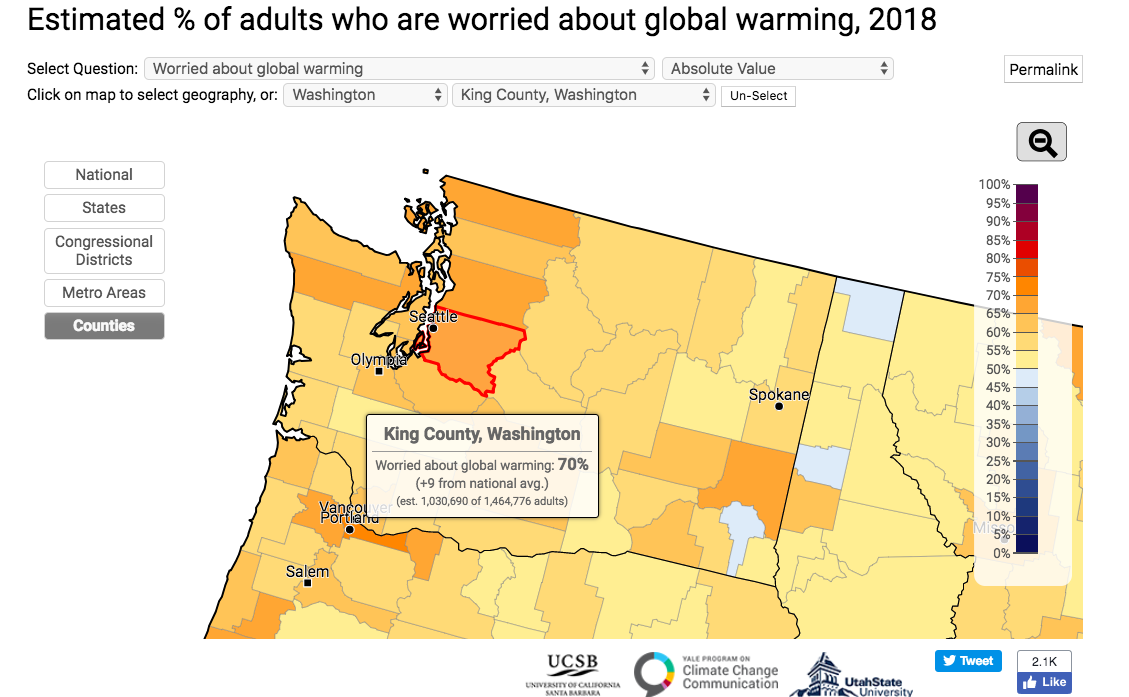 Estimated % of adults who are worried about global warming, 2018
Select Question: Worried about global warming Absolute Value Permalink
Click on map to select geography, or: Washington King County, Washington Un-Select
National
States
Congressional
Districts
Metro Areas
Counties
100%
95%
90%
85%
80%
75%
70%
65%
60%
55%
50%
45%
40%
35%
30%
25%
20%
15%
10%
5%
0%
Seattle
Olympia
Spokane
King County, Washington
Worried about global warming: 70%
(+9 from national avg.)
(est. 1,030,690 of 1,464,776 adults)
Vancouver
Portland
Salem
Misso
UCSB
UNIVERSITY OF CALIFORNIA
SANTA BARBARA
YALE PROGRAM ON
Climate Change
Communication
UtahState
University
Tweet
2.1K
Like